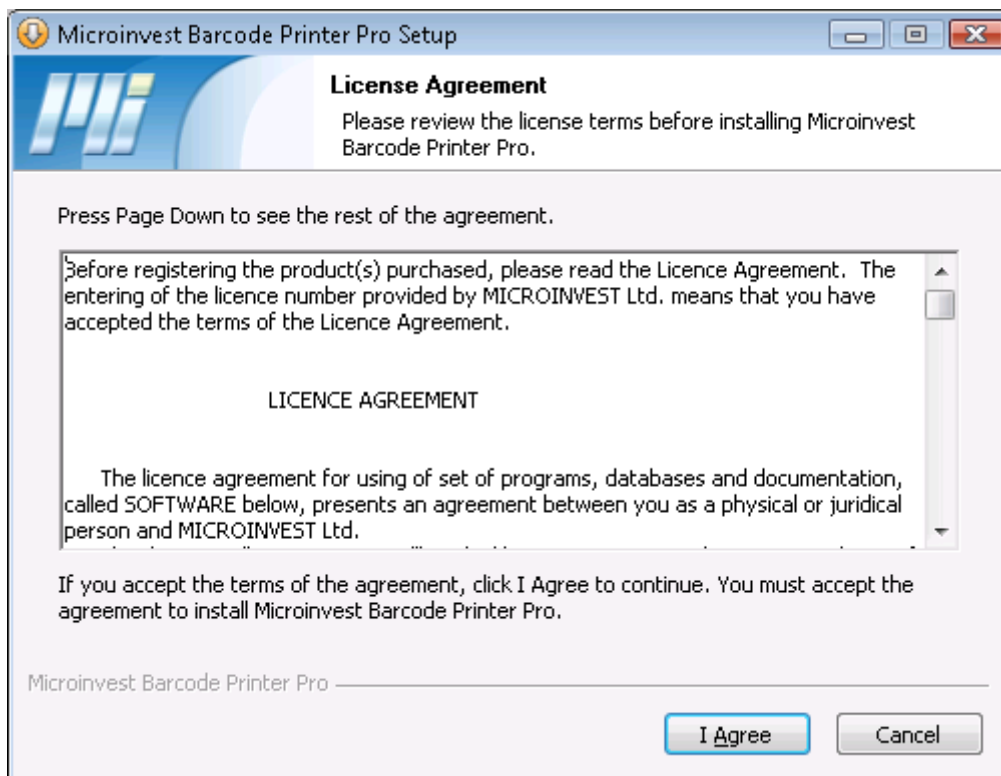 Microinvest Barcode Printer Pro Setup
Mi
License Agreement
Please review the license terms before installing Microinvest
Barcode Printer Pro.
Press Page Down to see the rest of the agreement.
Before registering the product(s) purchased, please read the Licence Agreement.  The
entering of the licence number provided by MICROINVEST Ltd. means that you have
accepted the terms of the Licence Agreement.
LICENCE AGREEMENT
The licence agreement for using of set of programs, databases and documentation,
called SOFTWARE below, presents an agreement between you as a physical or juridical
person and MICROINVEST Ltd.
If you accept the terms of the agreement, click I Agree to continue. You must accept the
agreement to install Microinvest Barcode Printer Pro.
Microinvest Barcode Printer Pro
I Agree
Cancel